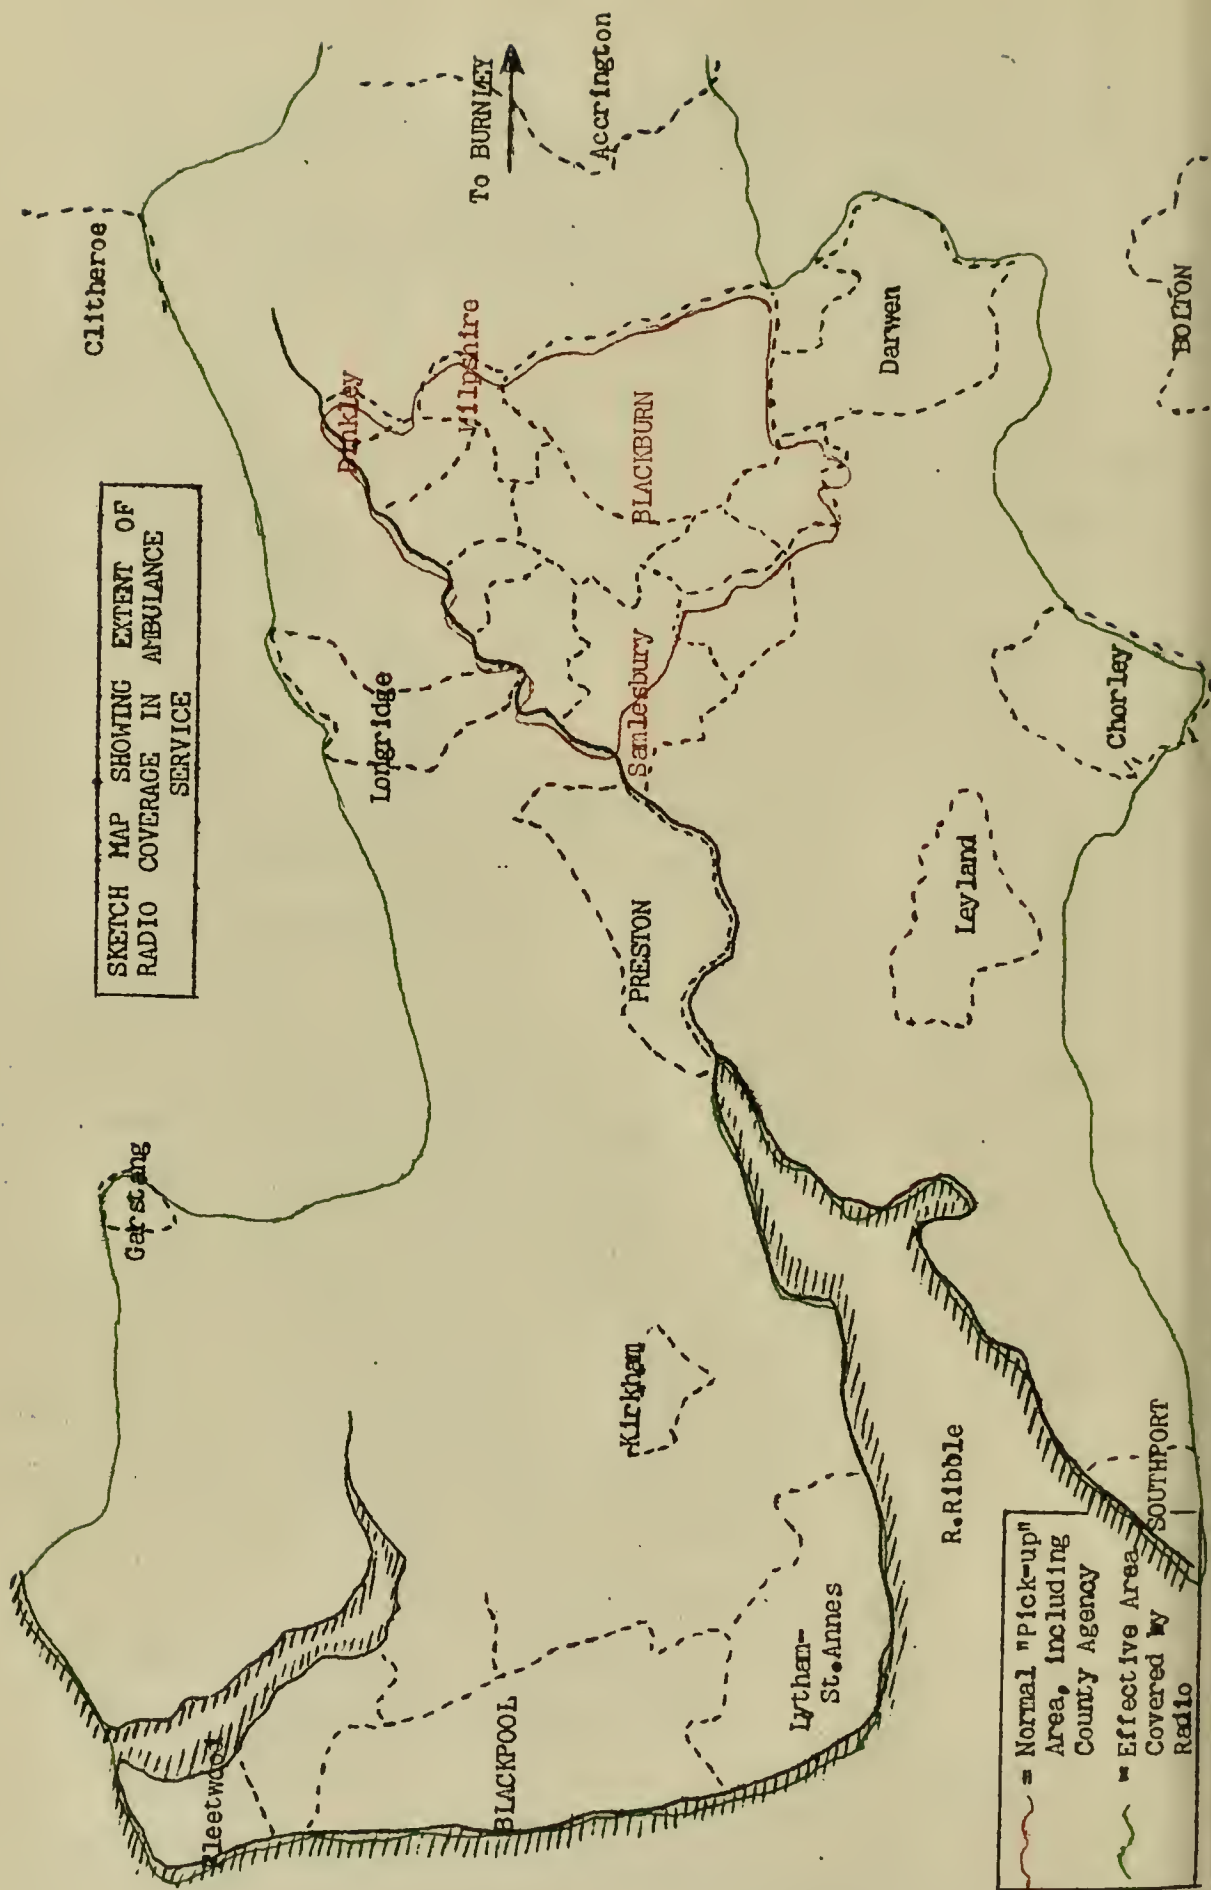 SKETCH MAP SHOWING EXTENT OF
RADIO COVERAGE IN AMBULANCE
SERVICE
Clitheroe
To BURNLEY
Accrington
Dinkley
Wilpshire
BLACKBURN
Darwen
BOLTON
Longridge
Samlesbury
Chorley
PRESTON
Leyland
Garstang
Kirkham
R.Ribble
SOUTHPORT
Fleetwood
BLACKPOOL
Lytham-
St.Annes
= Normal "Pick-up"
Area, including
County Agency
= Effective Area
Covered by
Radio